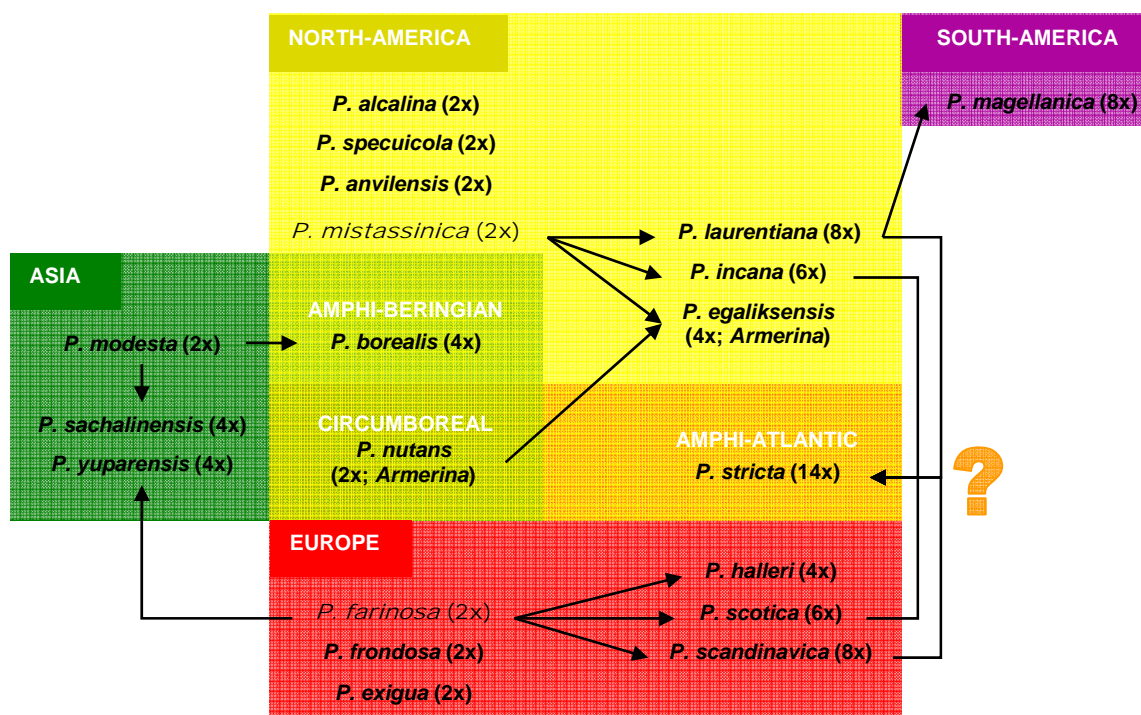 NORTH-AMERICA
P. alcalina (2x)
P. specuicola (2x)
P. anvilensis (2x)
P. mistassinica (2x)
P. laurentiana (8x)
P. incana (6x)
P. egaliksensis
(4x; Armerina)
SOUTH-AMERICA
P. magellanica (8x)
ASIA
P. modesta (2x)
P. sachalinensis (4x)
P. yuparensis (4x)
AMPHI-BERINGIAN
P. borealis (4x)
CIRCUMBOREAL
P. nutans
(2x; Armerina)
AMPHI-ATLANTIC
P. stricta (14x)
?
EUROPE
P. farinosa (2x)
P. frondosa (2x)
P. exigua (2x)
P. halleri (4x)
P. scotica (6x)
P. scandinavica (8x)